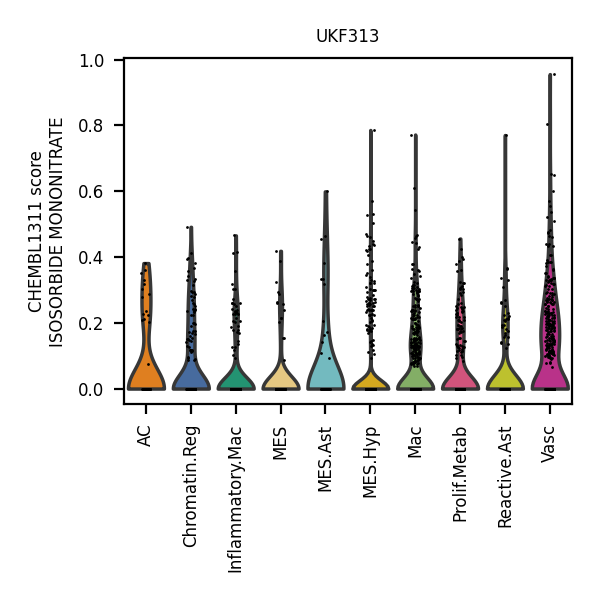 UKF313
CHEMBL1311 score
ISOSORBIDE MONONITRATE
1.0
0.8
0.6
0.4
0.2
0.0
AC
Chromatin.Reg
Inflammatory.Mac
MES
MES.Ast
MES.Hyp
Mac
Prolif.Metab
Reactive.Ast
Vasc